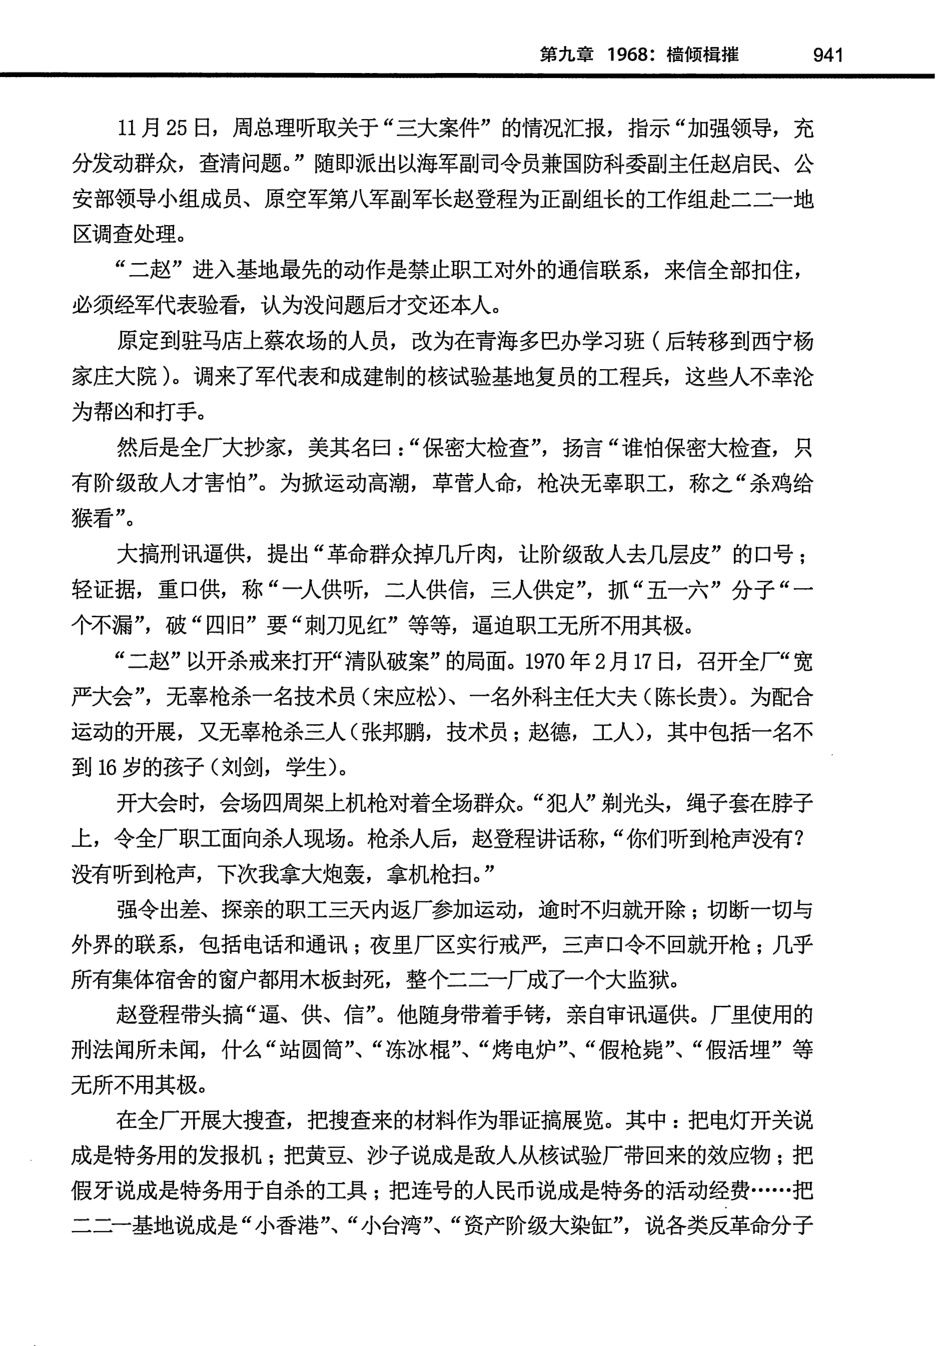 第九章 1968：樯倾楫摧 941
11月25日，周总理听取关于“三大案件”的情况汇报，指示“加强领导，充
分发动群众，查清问题。”随即派出以海军副司令员兼国防科委副主任赵启民、公
安部领导小组成员、原空军第八军副军长赵登程为正副组长的工作组赴二二一地
区调查处理。
“二赵”进入基地最先的动作是禁止职工对外的通信联系，来信全部扣住，
必须经军代表验看，认为没问题后才交还本人。
原定到驻马店上蔡农场的人员，改为在青海多巴办学习班（后转移到西宁杨
家庄大院）。调来了军代表和成建制的核试验基地复员的工程兵，这些人不幸沦
为帮凶和打手。
然后是全厂大抄家，美其名曰：“保密大检查”，扬言“谁怕保密大检查，只
有阶级敌人才害怕”。为掀运动高潮，草菅人命，枪决无辜职工，称之“杀鸡给
猴看”。
大搞刑讯逼供，提出“革命群众掉几斤肉，让阶级敌人去几层皮”的口号；
轻证据，重口供，称“一人供听，二人供信，三人供定”，抓“五一六”分子“一
个不漏”，破“四旧”要“刺刀见红”等等，逼迫职工无所不用其极。
“二赵”以开杀戒来打开“清队破案”的局面。1970年2月17日，召开全厂“宽
严大会”，无辜枪杀一名技术员（宋应松）、一名外科主任大夫（陈长贵）。为配合
运动的开展，又无辜枪杀三人（张邦鹏，技术员；赵德，工人），其中包括一名不
到16岁的孩子（刘剑，学生）。
开大会时，会场四周架上机枪对着全场群众。“犯人”剃光头，绳子套在脖子
上，令全厂职工面向杀人现场。枪杀人后，赵登程讲话称，“你们听到枪声没有？
没有听到枪声，下次我拿大炮轰，拿机枪扫。”
强令出差、探亲的职工三天内返厂参加运动，逾时不归就开除；切断一切与
外界的联系，包括电话和通讯；夜里厂区实行戒严，三声口令不回就开枪；几乎
所有集体宿舍的窗户都用木板封死，整个二二一厂成了一个大监狱。
赵登程带头搞“逼、供、信”。他随身带着手铐，亲自审讯逼供。厂里使用的
刑法闻所未闻，什么“站圆筒”、“冻冰棍”、“烤电炉”、“假枪毙”、“假活埋”等
无所不用其极。
在全厂开展大搜查，把搜查来的材料作为罪证搞展览。其中：把电灯开关说
成是特务用的发报机；把黄豆、沙子说成是敌人从核试验厂带回来的效应物；把
假牙说成是特务用于自杀的工具；把连号的人民币说成是特务的活动经费……把
二二一基地说成是“小香港”、“小台湾”、“资产阶级大染缸”，说各类反革命分子